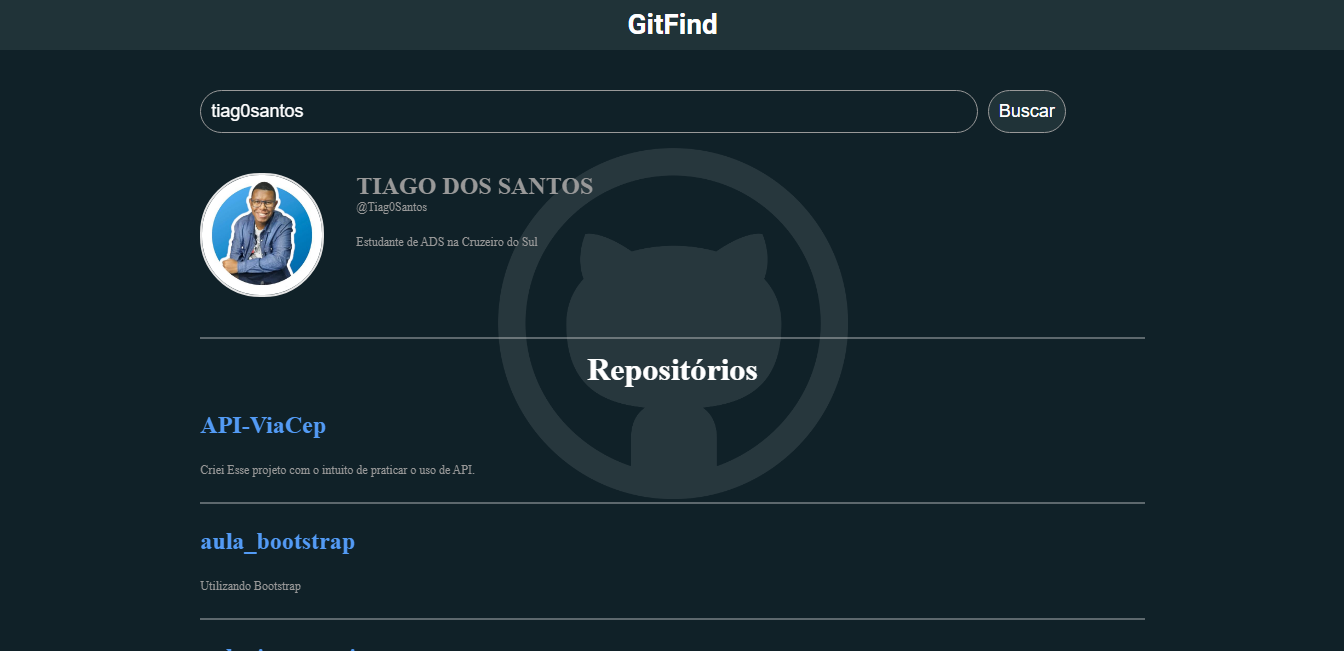 GitFind
tiag0santos
Buscar
TIAGO DOS SANTOS
@Tiag0Santos
Estudante de ADS na Cruzeiro do Sul
Repositórios
API-ViaCep
Criei Esse projeto com o intuito de praticar o uso de API.
aula_bootstrap
Utilizando Bootstrap